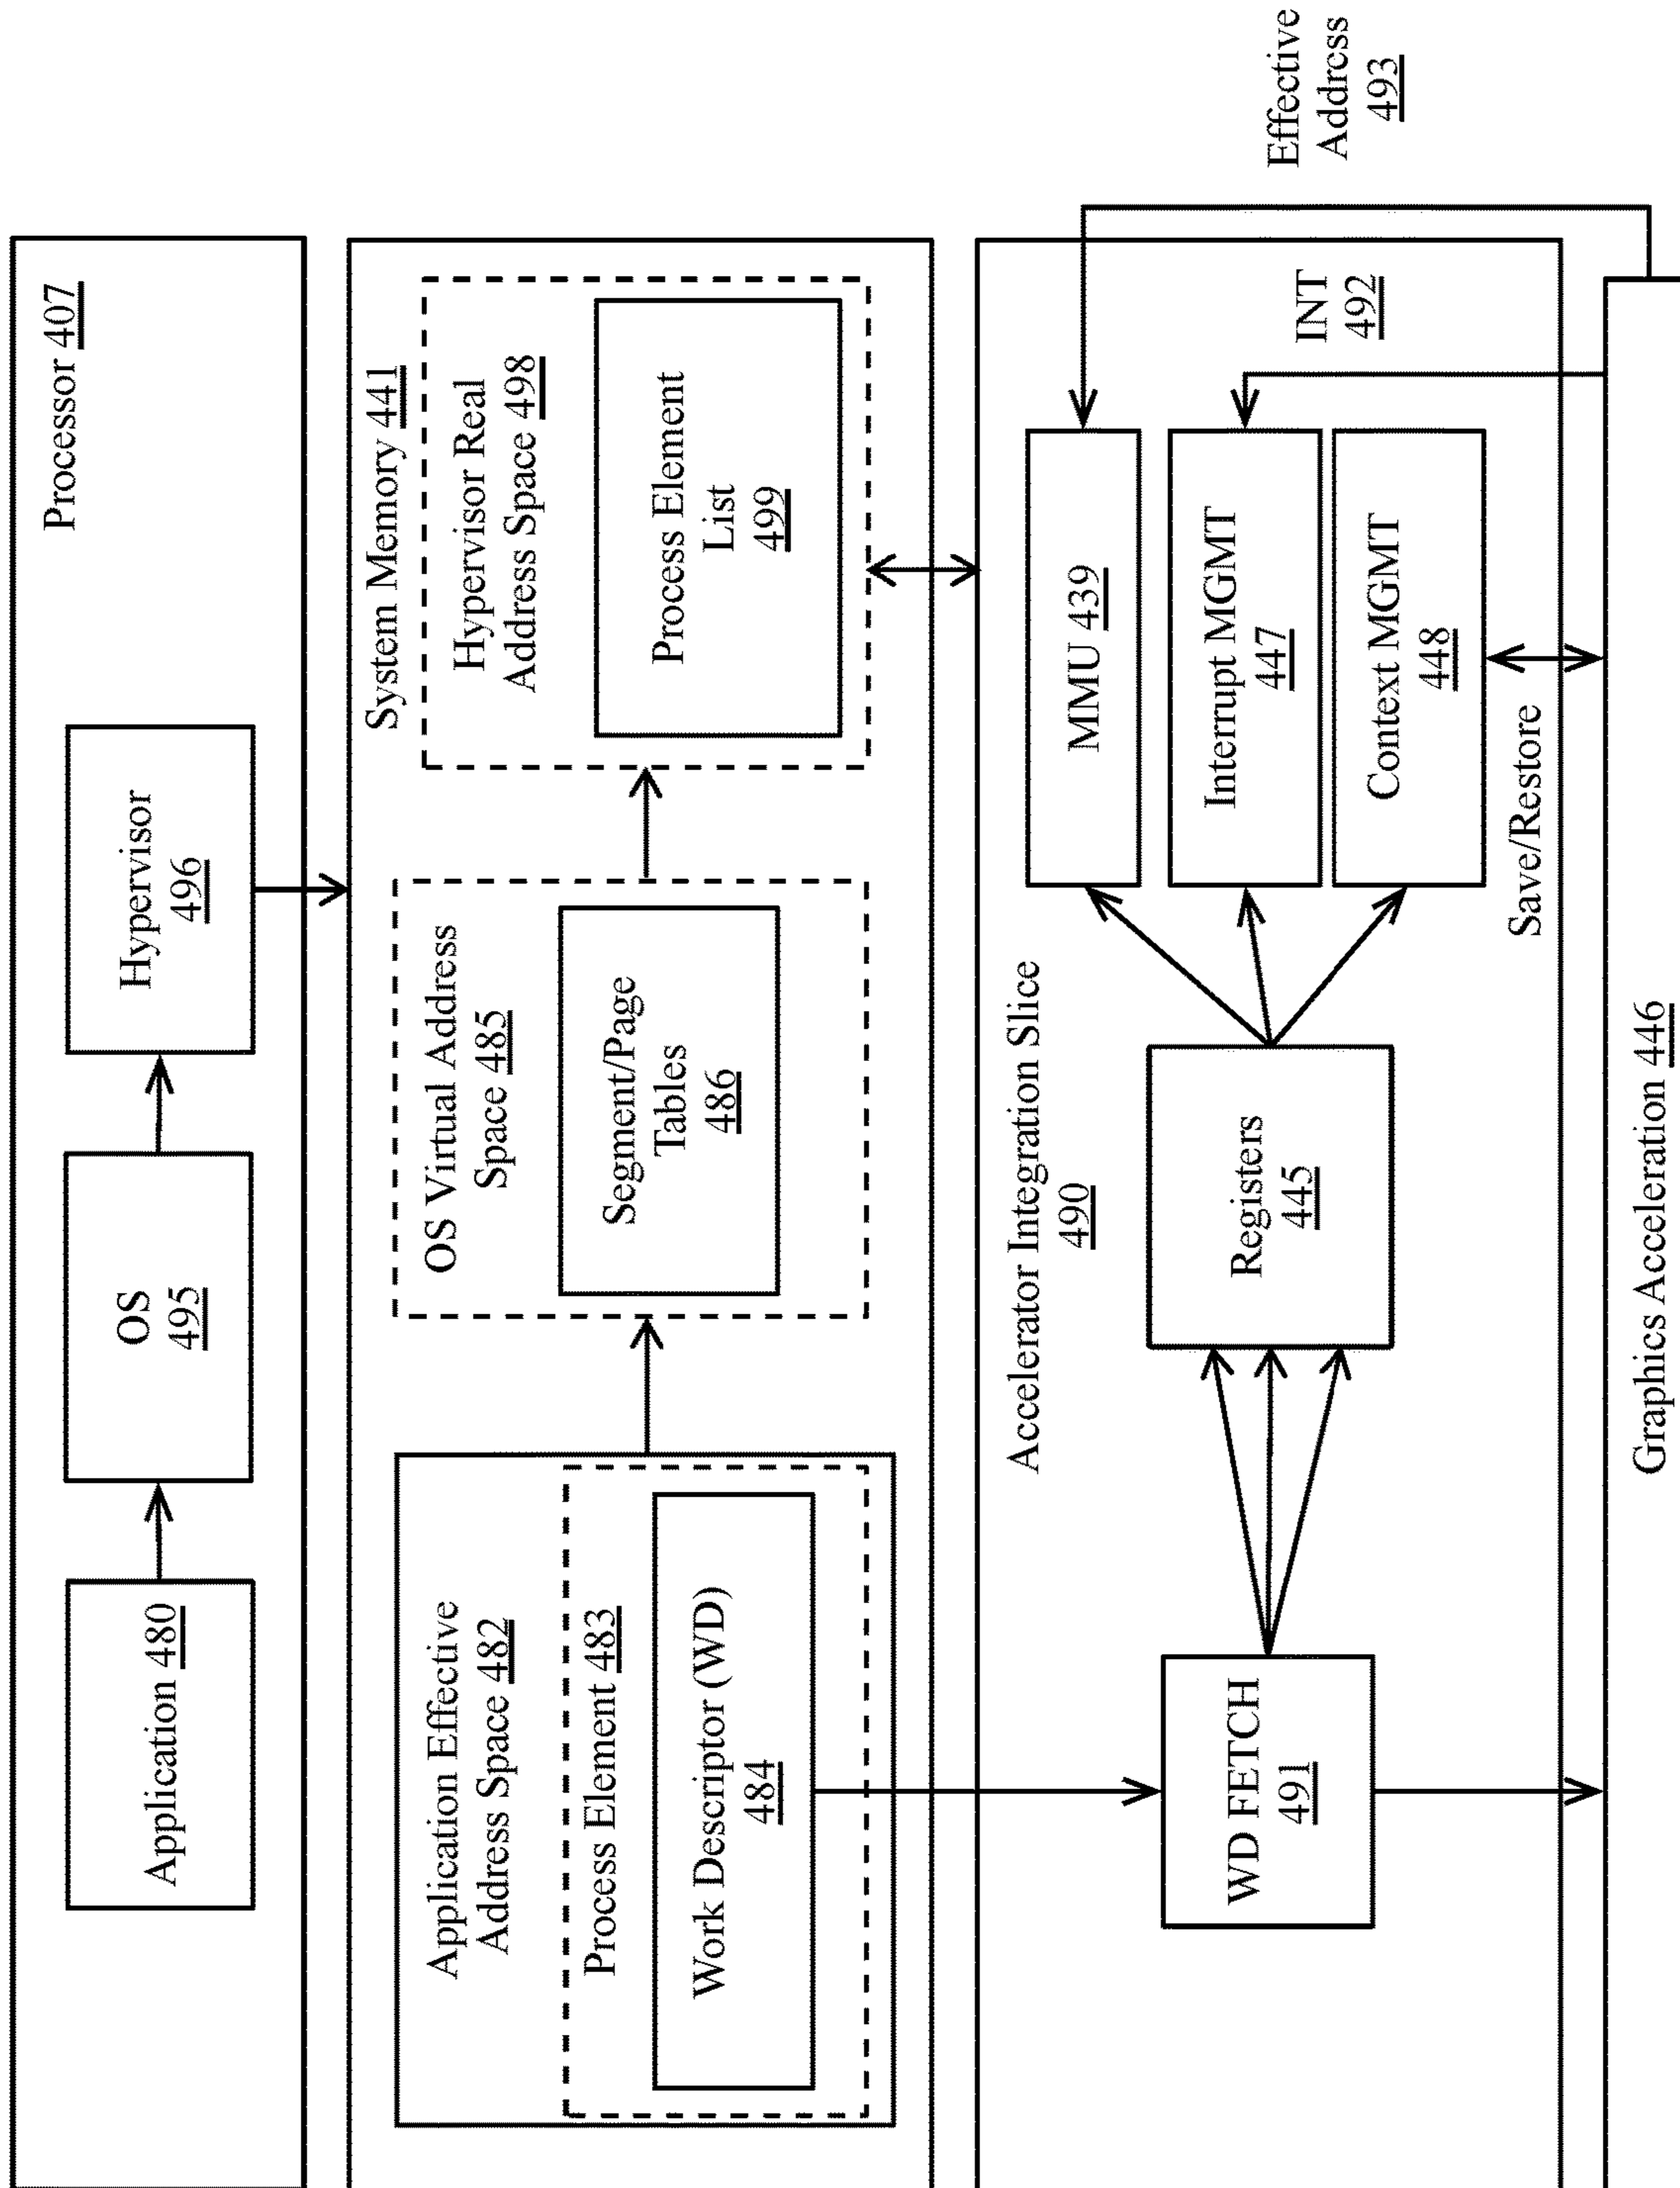 Processor 407
Application 480
OS
495
Hypervisor
496
System Memory 441
Application Effective
Address Space 482
Process Element 483
Work Descriptor (WD)
484
OS Virtual Address
Space 485
Segment/Page
Tables
486
Hypervisor Real
Address Space 498
Process Element
List
499
Accelerator Integration Slice
490
WD FETCH
491
Registers
445
MMU 439
Interrupt MGMT
447
Context MGMT
448
INT
492
Effective
Address
493
Save/Restore
Graphics Acceleration 446